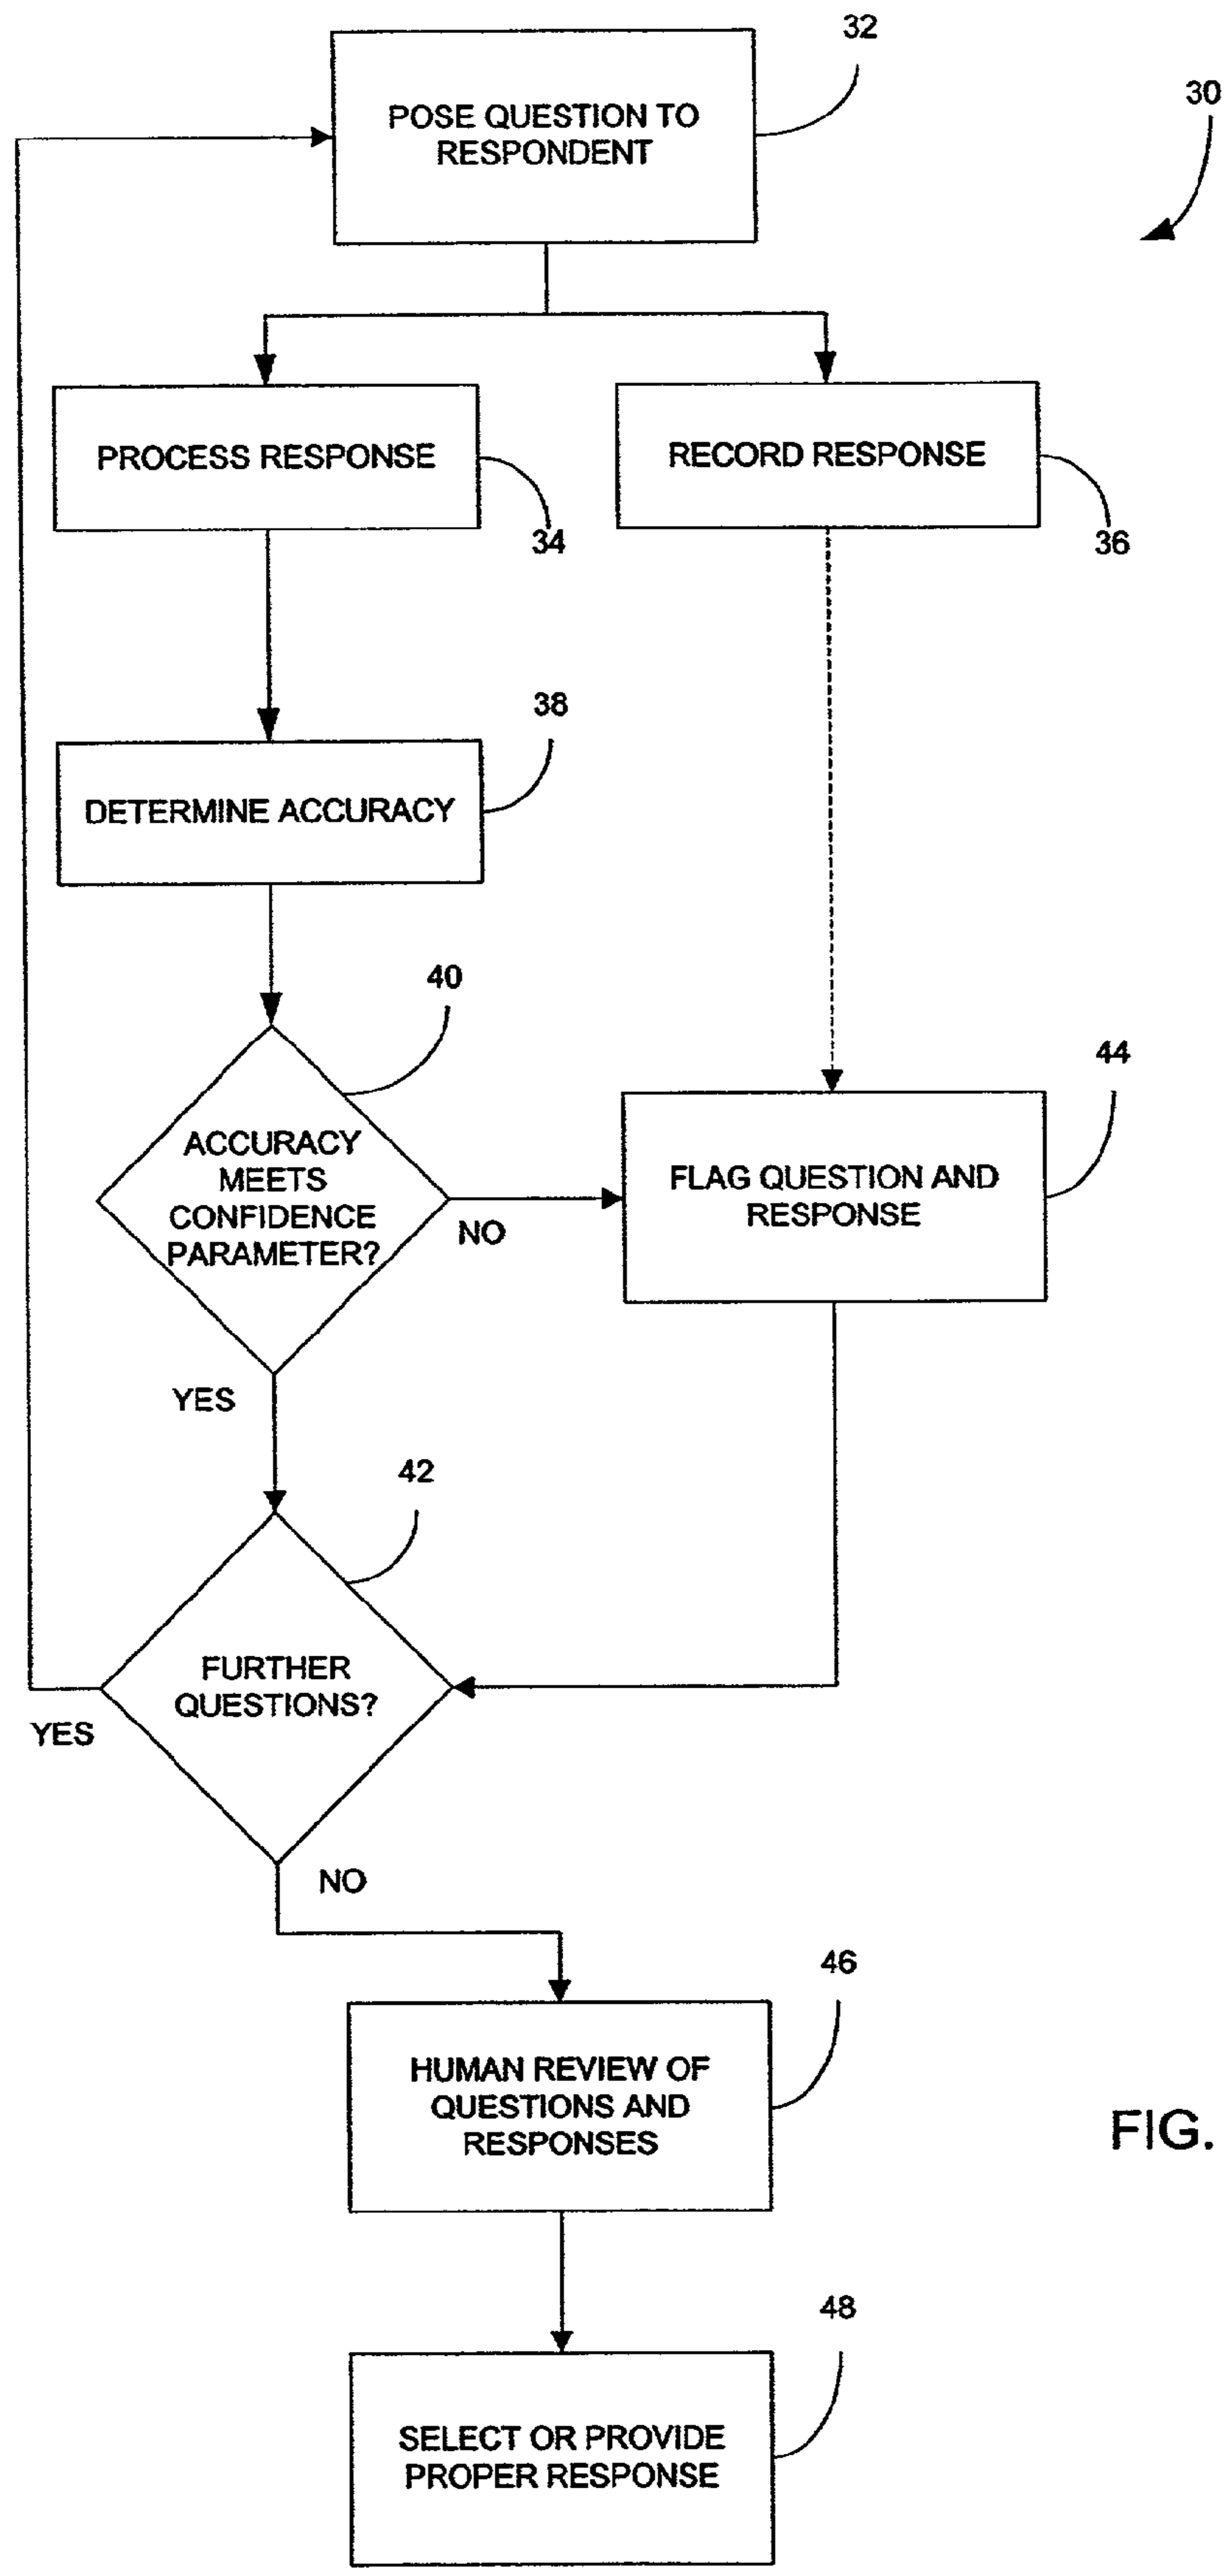 32
30
POSE QUESTION TO
RESPONDENT
PROCESS RESPONSE
RECORD RESPONSE
34
36
38
DETERMINE ACCURACY
40
44
ACCURACY
MEETS
CONFIDENCE
PARAMETER?
NO
FLAG QUESTION AND
RESPONSE
YES
42
FURTHER
QUESTIONS?
YES
NO
46
HUMAN REVIEW OF
QUESTIONS AND
RESPONSES
FIG.
48
SELECT OR PROVIDE
PROPER RESPONSE